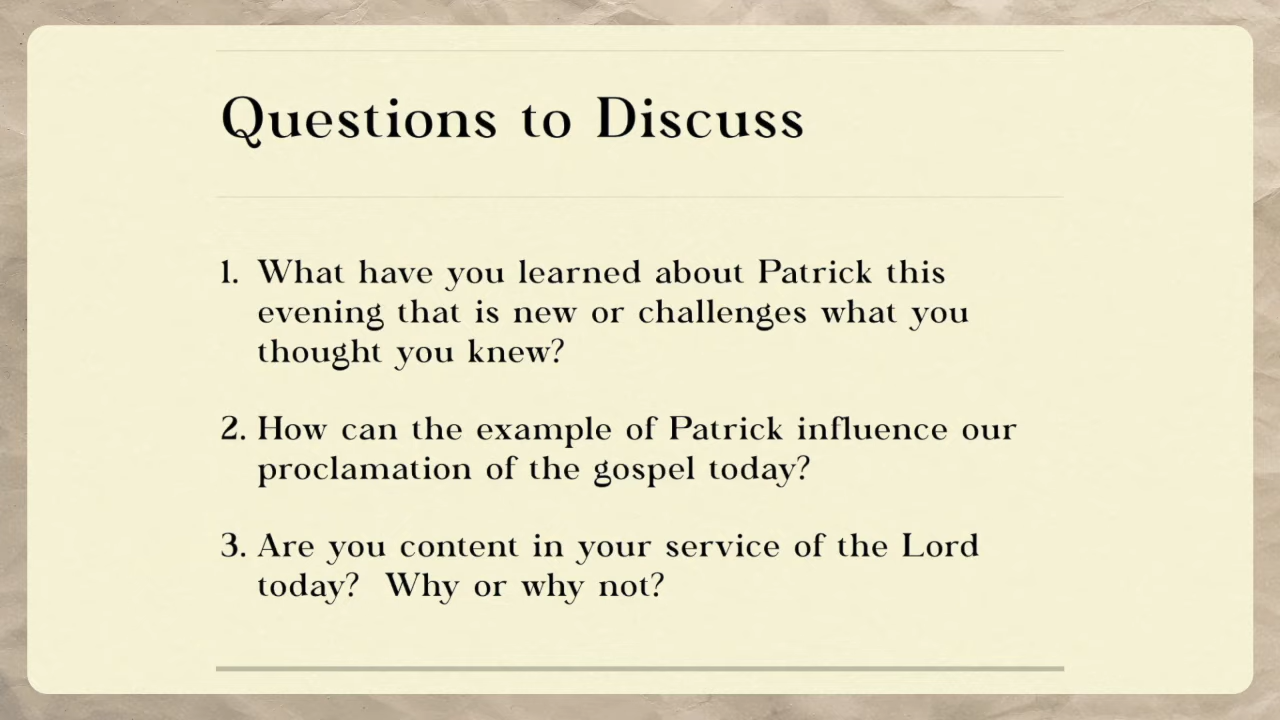 Questions to Discuss
1. What have you learned about Patrick this
evening that is new or challenges what you
thought you knew?
2. How can the example of Patrick influence our
proclamation of the gospel today?
3. Are you content in your service of the Lord
today?  Why or why not?